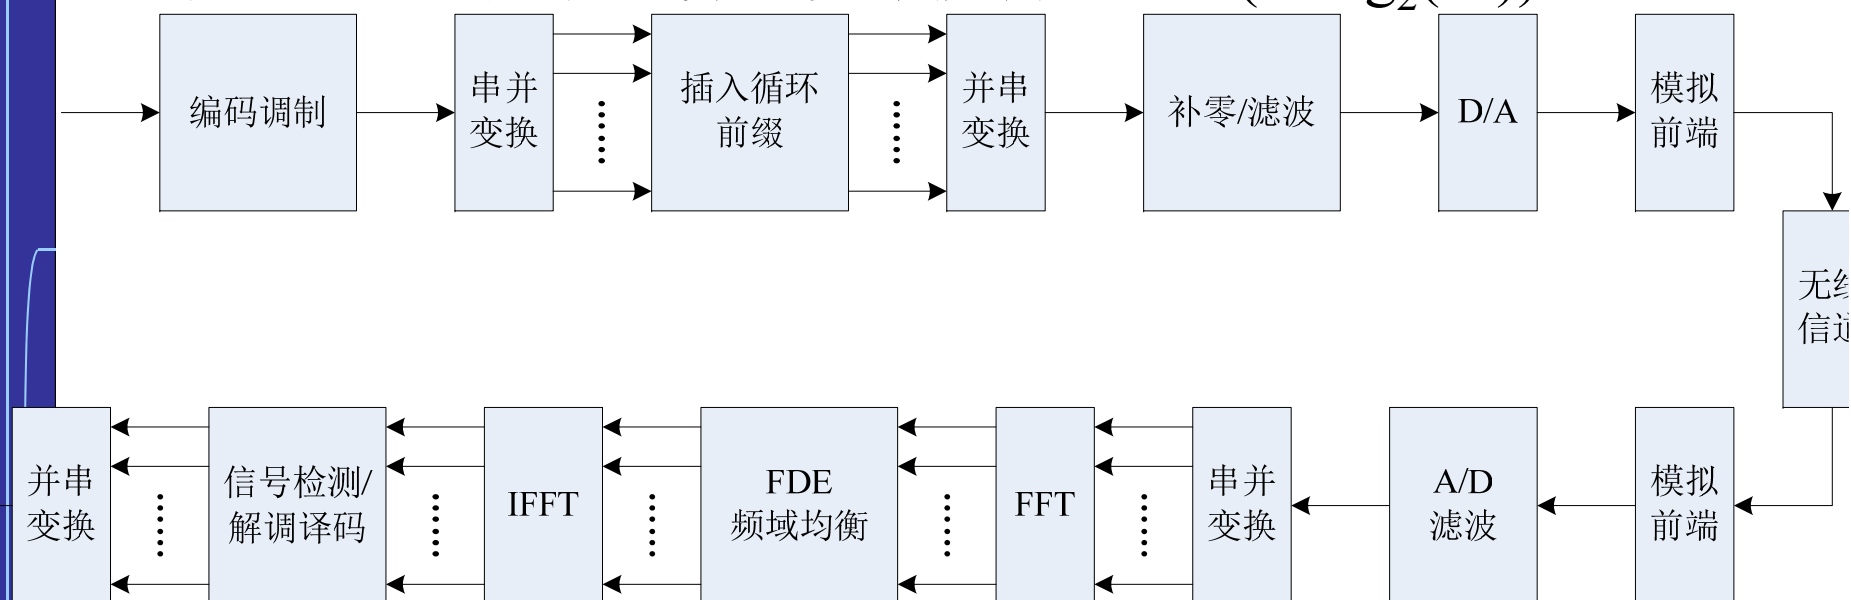 编码调制
串并
变换
插入循环
前缀
并串
变换
补零/滤波
D/A
模拟
前端
无
信
并串
变换
信号检测/
解调译码
IFFT
FDE
频域均衡
FFT
串并
变换
A/D
滤波
模拟
前端